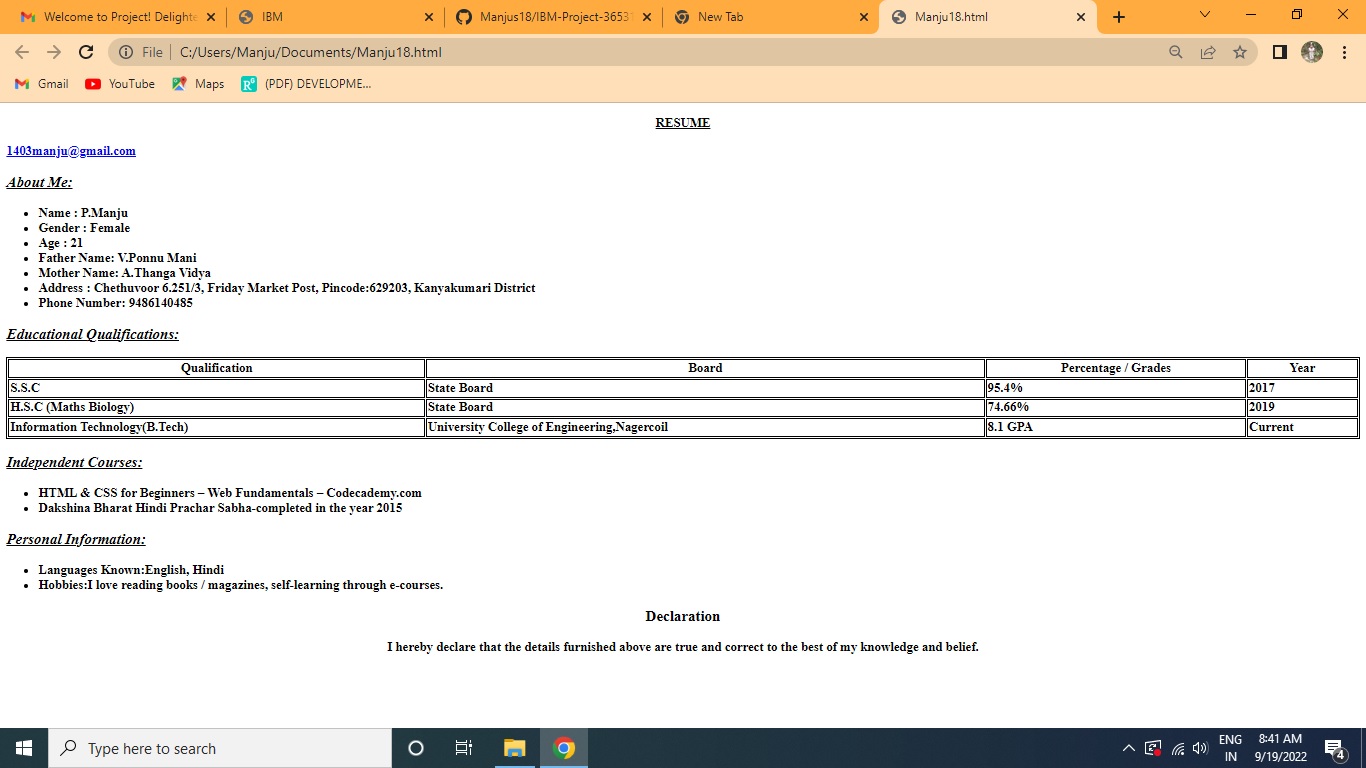 Welcome to Project! Delighte
IBM
Manjus18/IBM-Project-36531
New Tab
Manju18.html
File
C:/Users/Manju/Documents/Manju18.html
Gmail
YouTube
Maps
(PDF) DEVELOPME...
RESUME
1403manju@gmail.com
About Me:
• Name : P.Manju
• Gender : Female
• Age : 21
• Father Name: V.Ponnu Mani
• Mother Name: A.Thanga Vidya
• Address : Chethuvoor 6.251/3, Friday Market Post, Pincode:629203, Kanyakumari District
• Phone Number: 9486140485
Educational Qualifications:
Qualification Board Percentage / Grades Year
S.S.C State Board 95.4% 2017
H.S.C (Maths Biology) State Board 74.66% 2019
Information Technology(B.Tech) University College of Engineering,Nagercoil 8.1 GPA Current
Independent Courses:
• HTML & CSS for Beginners – Web Fundamentals – Codecademy.com
• Dakshina Bharat Hindi Prachar Sabha-completed in the year 2015
Personal Information:
• Languages Known:English, Hindi
• Hobbies:I love reading books / magazines, self-learning through e-courses.
Declaration
I hereby declare that the details furnished above are true and correct to the best of my knowledge and belief.
Type here to search
ENG
IN
8:41 AM
9/19/2022
4